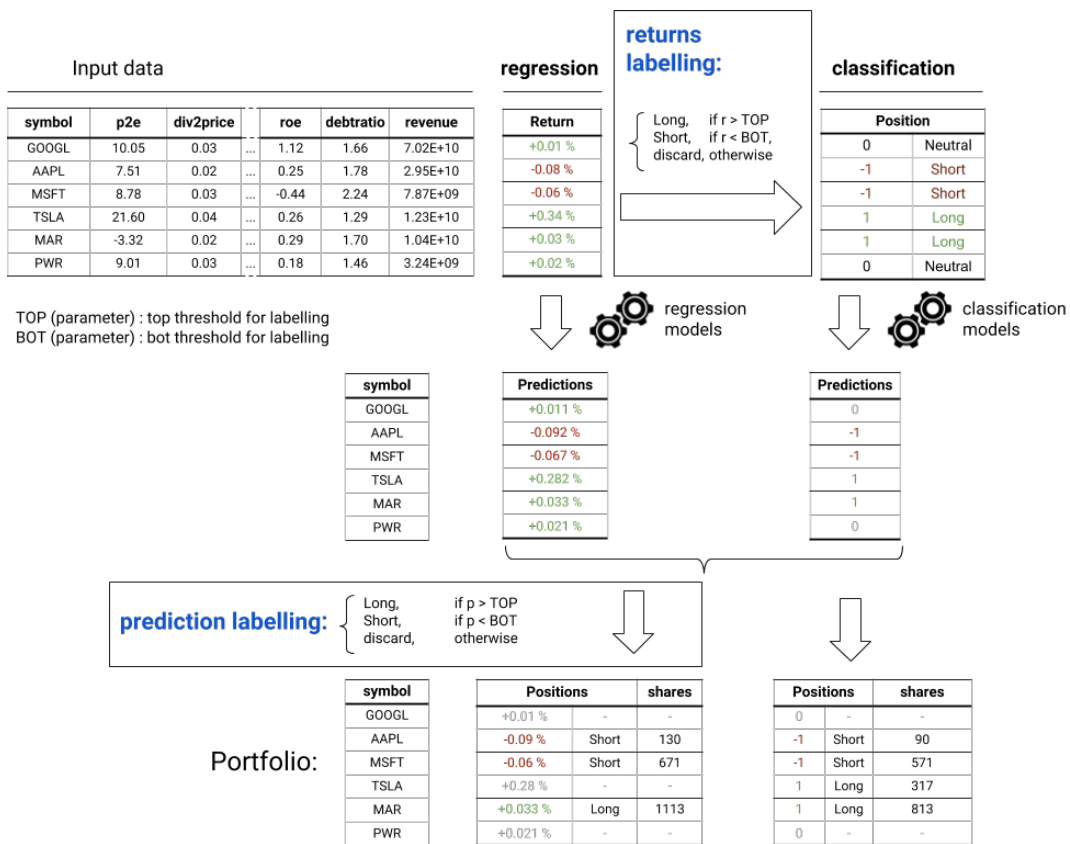 Input data
regression
returns
labelling:
classification
symbol p2e div2price ... roe debtratio revenue
GOOGL 10.05 0.03 ... 1.12 1.66 7.02E+10
AAPL 7.51 0.02 ... 0.25 1.78 2.95E+10
MSFT 8.78 0.03 ... -0.44 2.24 7.87E+09
TSLA 21.60 0.04 ... 0.26 1.29 1.23E+10
MAR -3.32 0.02 ... 0.29 1.70 1.04E+10
PWR 9.01 0.03 ... 0.18 1.46 3.24E+09
Return
+0.01 %
-0.08 %
-0.06 %
+0.34 %
+0.03 %
+0.02 %
Long, if r > TOP
Short, if r < BOT,
discard, otherwise
Position
0 Neutral
-1 Short
-1 Short
1 Long
1 Long
0 Neutral
TOP (parameter) : top threshold for labelling
BOT (parameter) : bot threshold for labelling
regression
models
classification
models
symbol
GOOGL
AAPL
MSFT
TSLA
MAR
PWR
Predictions
+0.011 %
-0.092 %
-0.067 %
+0.282 %
+0.033 %
+0.021 %
Predictions
0
-1
-1
1
1
0
prediction labelling:
Long, if p > TOP
Short, if p < BOT
discard, otherwise
Portfolio:
symbol
GOOGL
AAPL
MSFT
TSLA
MAR
PWR
Positions shares
+0.01 % - -
-0.09 % Short 130
-0.06 % Short 671
+0.28 % - -
+0.033 % Long 1113
+0.021 % - -
Positions shares
0 - -
-1 Short 90
-1 Short 571
1 Long 317
1 Long 813
0 - -